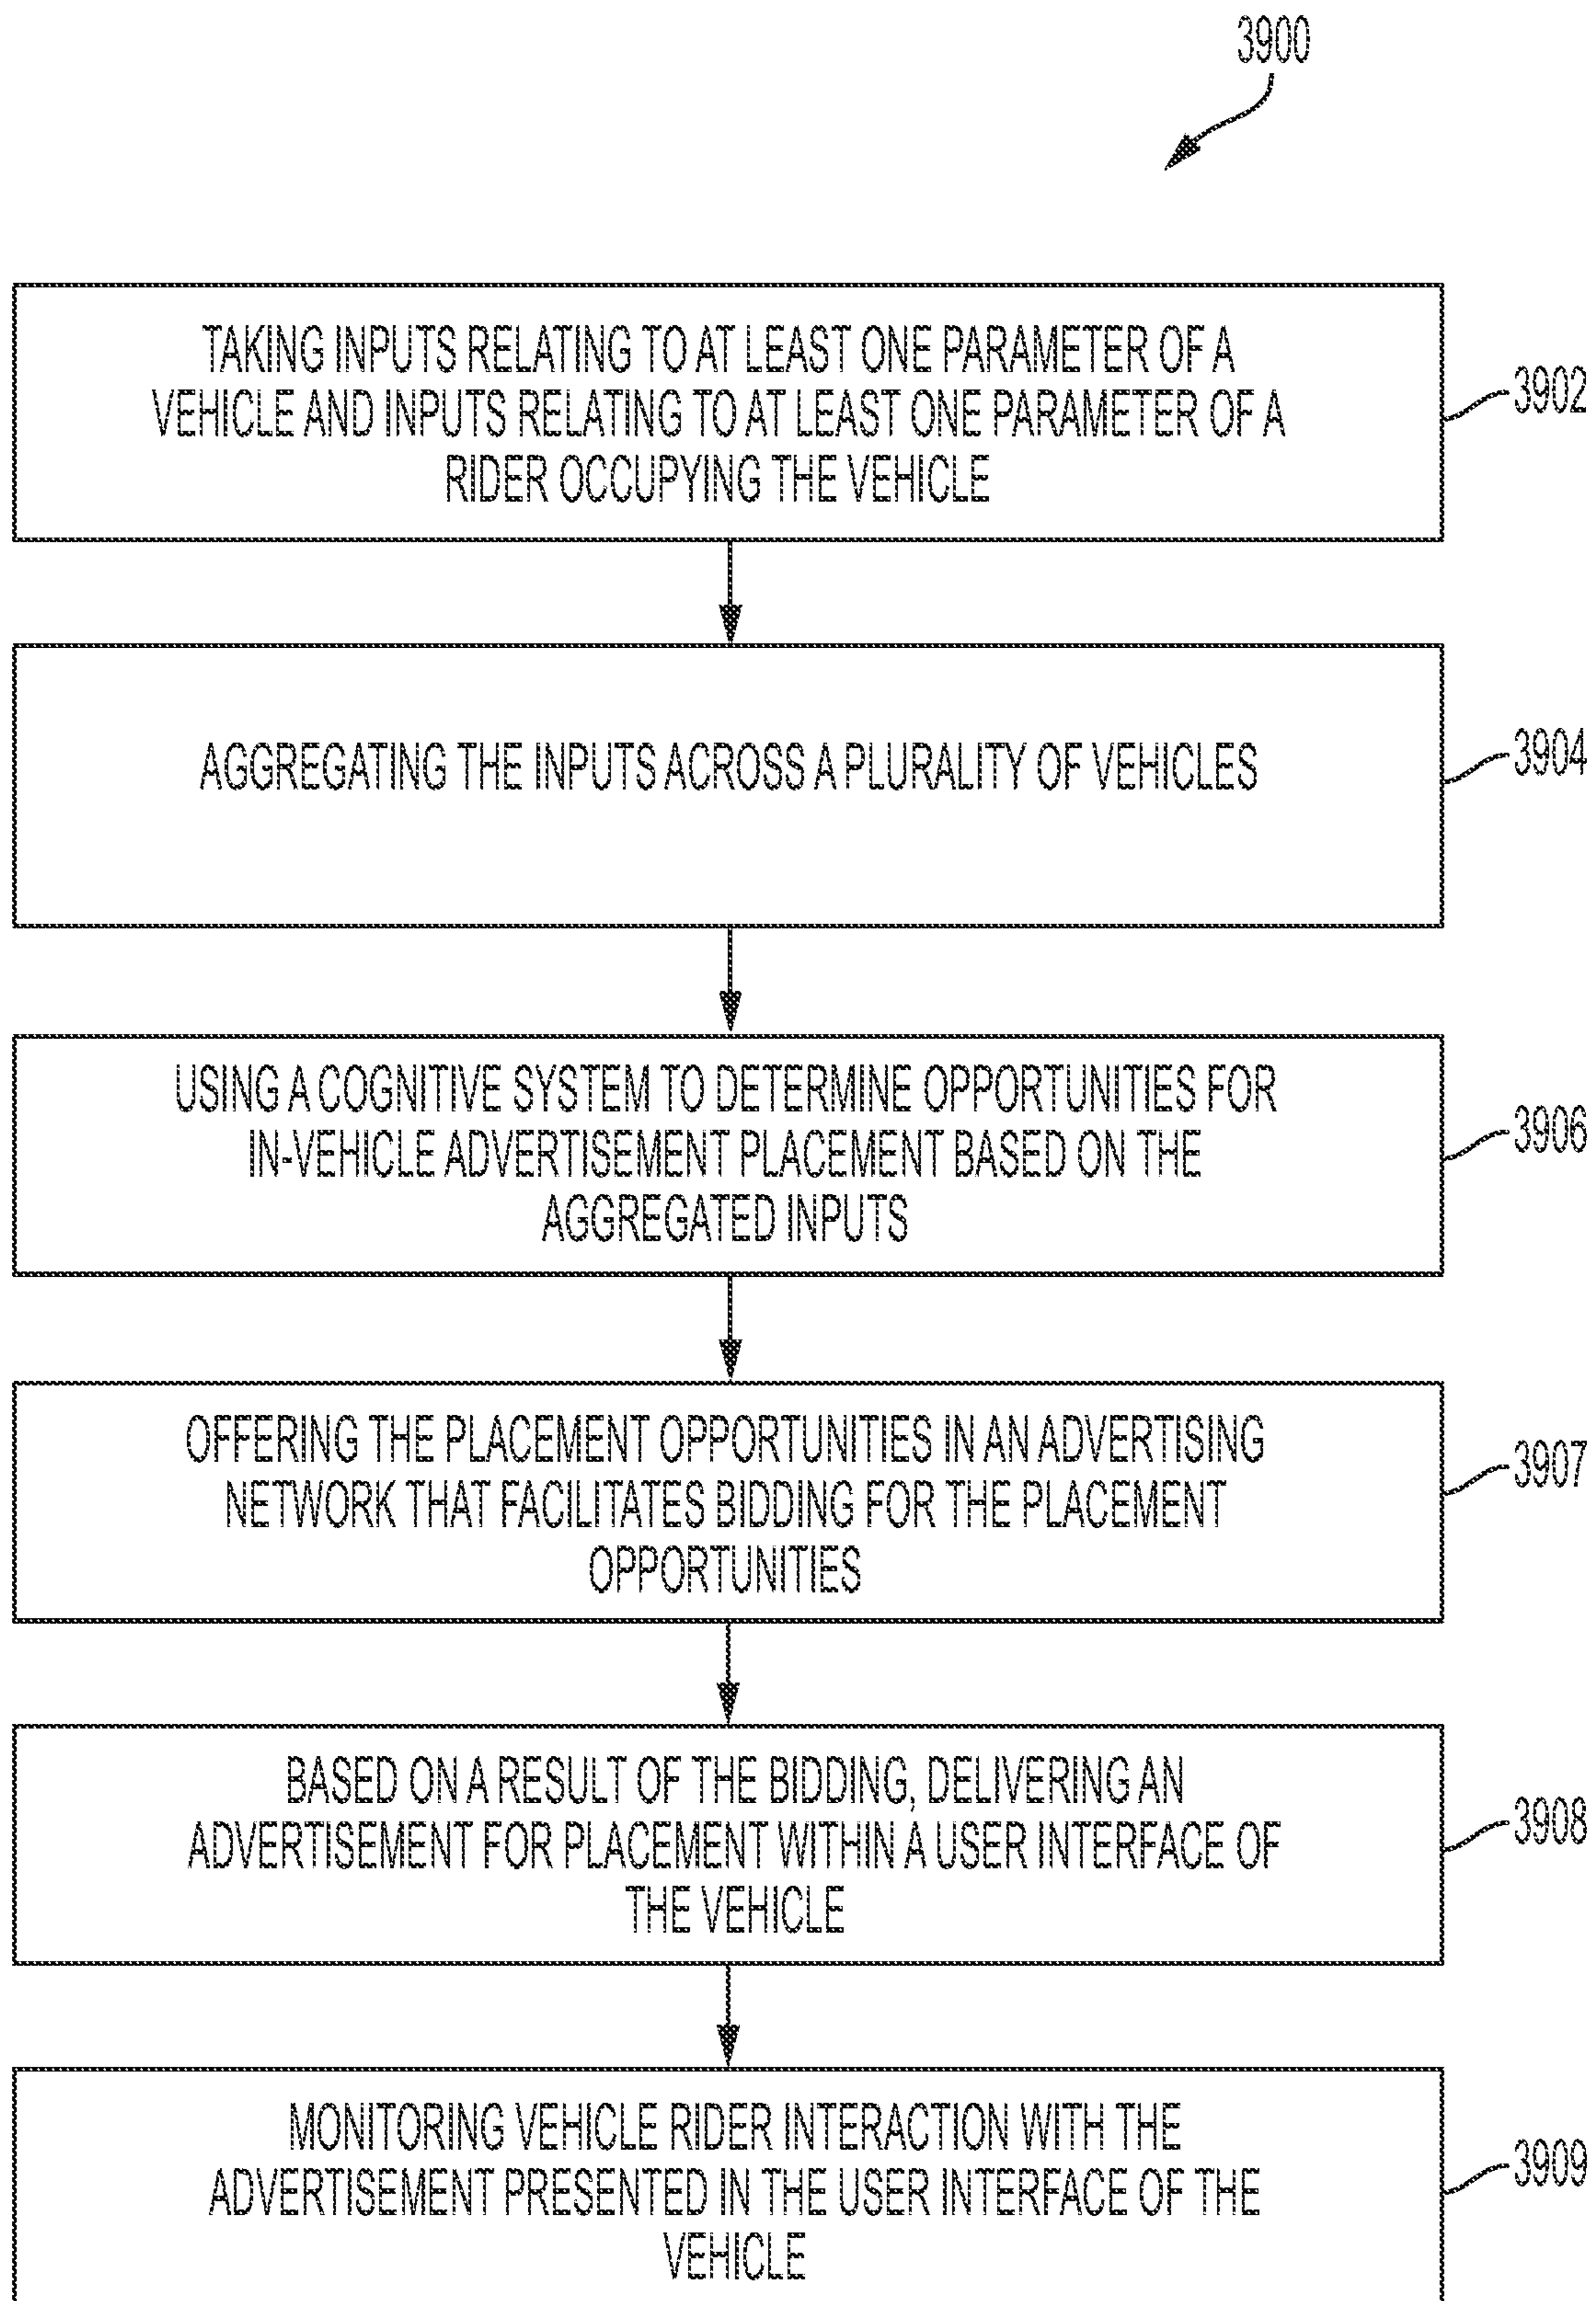 3900
TAKING INPUTS RELATING TO AT LEAST ONE PARAMETER OF A
VEHICLE AND INPUTS RELATING TO AT LEAST ONE PARAMETER OF A
RIDER OCCUPYING THE VEHICLE
3902
AGGREGATING THE INPUTS ACROSS A PLURALITY OF VEHICLES
3904
USING A COGNITIVE SYSTEM TO DETERMINE OPPORTUNITIES FOR
IN-VEHICLE ADVERTISEMENT PLACEMENT BASED ON THE
AGGREGATED INPUTS
3906
OFFERING THE PLACEMENT OPPORTUNITIES IN AN ADVERTISING
NETWORK THAT FACILITATES BIDDING FOR THE PLACEMENT
OPPORTUNITIES
3907
BASED ON A RESULT OF THE BIDDING, DELIVERING AN
ADVERTISEMENT FOR PLACEMENT WITHIN A USER INTERFACE OF
THE VEHICLE
3908
MONITORING VEHICLE RIDER INTERACTION WITH THE
ADVERTISEMENT PRESENTED IN THE USER INTERFACE OF THE
VEHICLE
3909